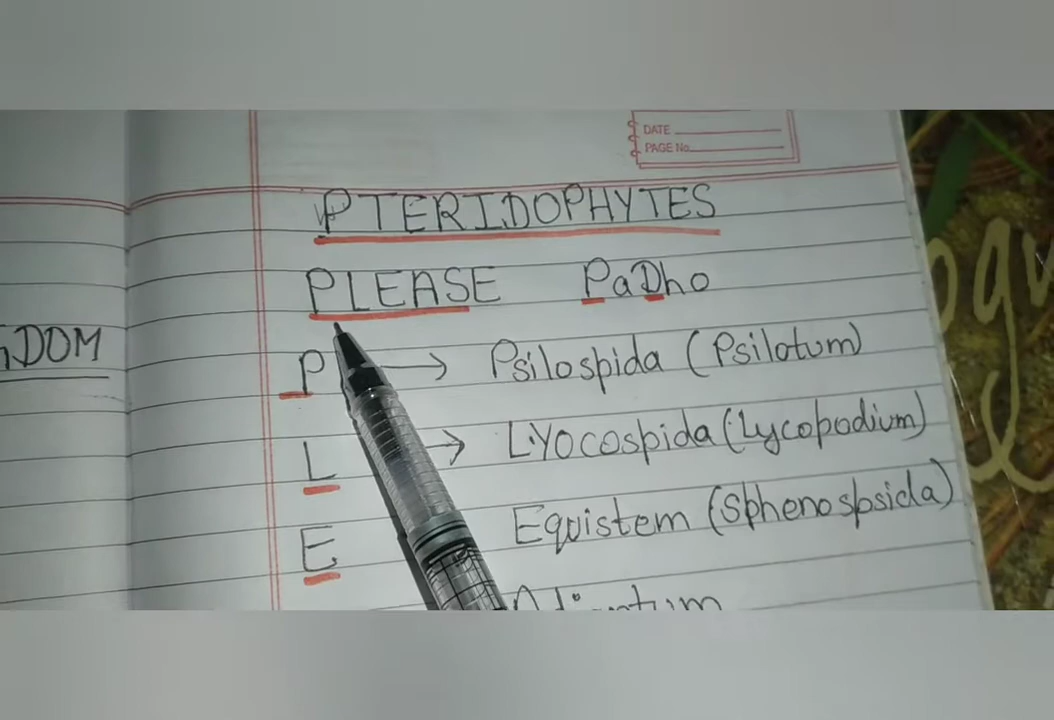 DATE
PAGE No.
PTERIDOPHYTES
PLEASE PaDho
DOM
P → Psilospida (Psilotum)
L → Lyocospida (Lycopodium)
E Equistem (Sphenospsida)